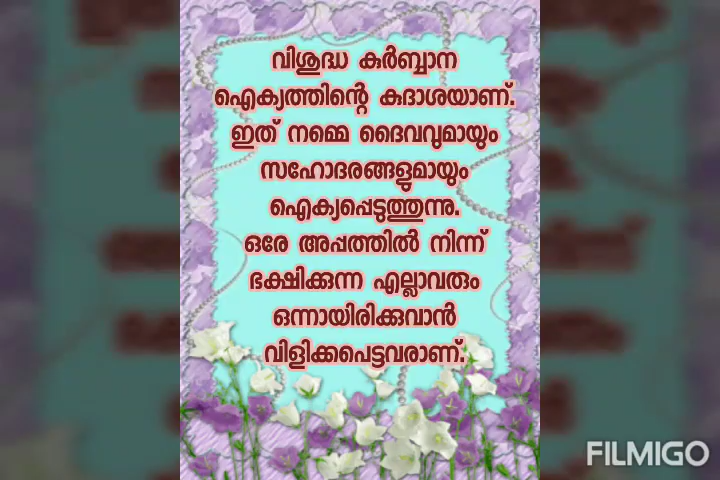 വിശുദ്ധ കുർബ്ബാന
ഐക്യത്തിന്റെ കുദാശയാണ്.
ഇത് നമ്മെ ദൈവവുമായും
സഹോദരങ്ങളുമായും
ഐക്യപ്പെടുത്തുന്നു.
ഒരേ അപ്പത്തിൽ നിന്ന്
ഭക്ഷിക്കുന്ന എല്ലാവരും
ഒന്നായിരിക്കുവാൻ
വിളിക്കപെട്ടവരാണ്.
FILMIGO